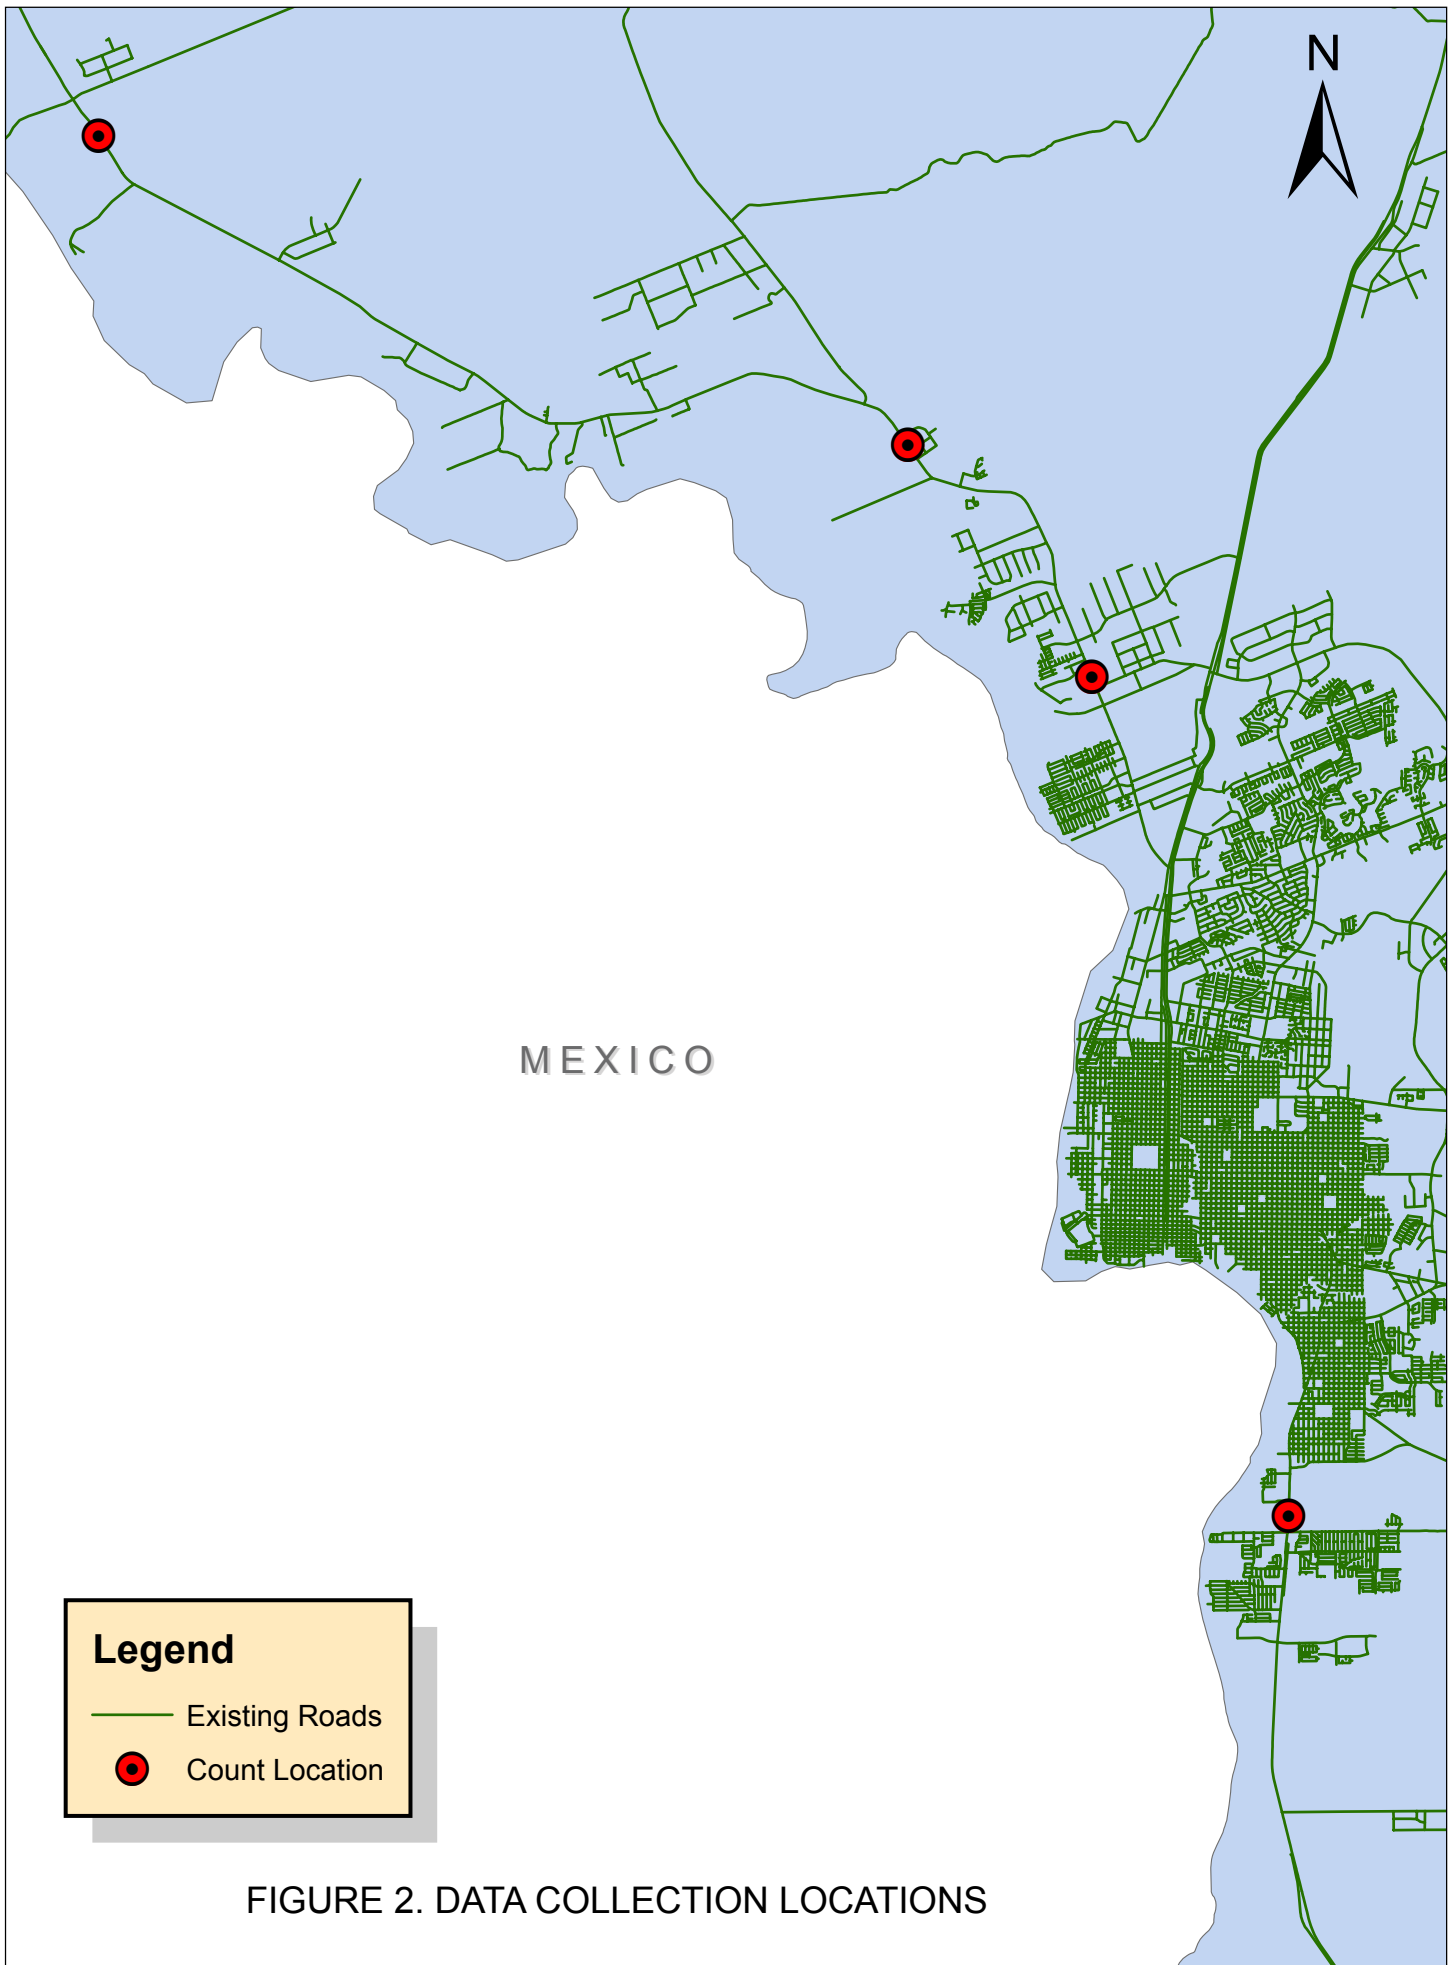 N
MEXICO
Legend
Existing Roads
Count Location
FIGURE 2. DATA COLLECTION LOCATIONS